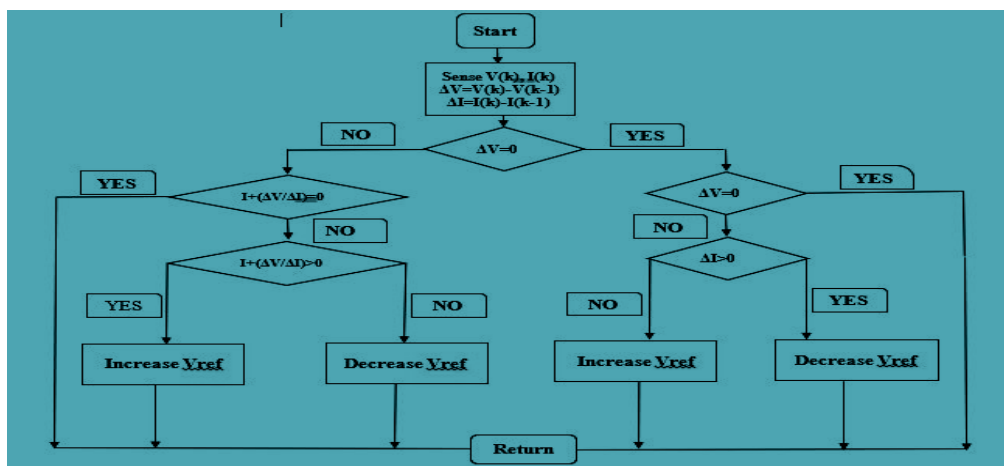 Start
Sense V(k), I(k)
ΔV=V(k)-V(k-1)
ΔI=I(k)-I(k-1)
NO
YES
ΔV=0
YES
I+(ΔV/ΔI)=0
ΔV=0
YES
NO
NO
I+(ΔV/ΔI)>0
ΔI>0
YES
NO
NO
YES
Increase Vref
Decrease Vref
Increase Vref
Decrease Vref
Return